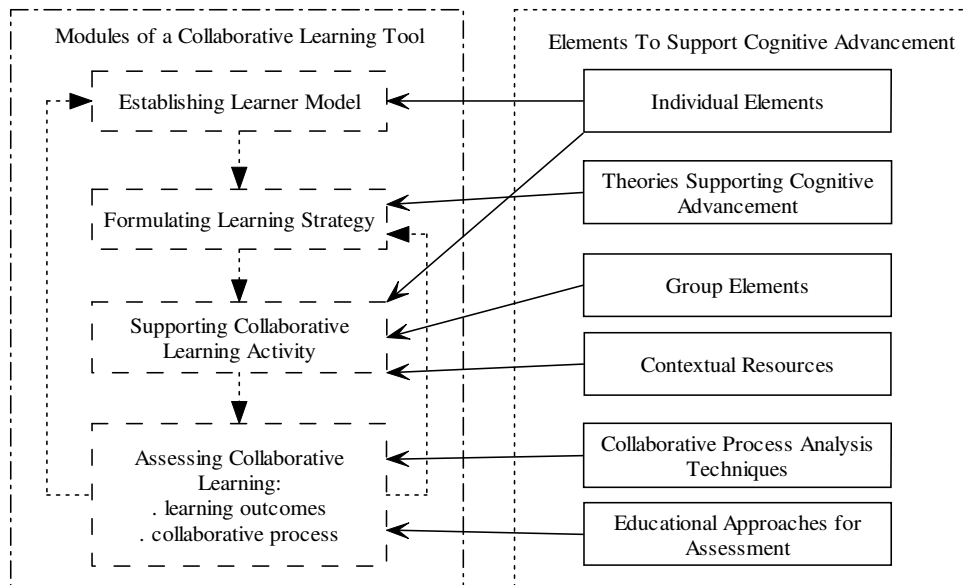 Modules of a Collaborative Learning Tool
Establishing Learner Model
Formulating Learning Strategy
Supporting Collaborative
Learning Activity
Assessing Collaborative
Learning:
. learning outcomes
. collaborative process
Elements To Support Cognitive Advancement
Individual Elements
Theories Supporting Cognitive
Advancement
Group Elements
Contextual Resources
Collaborative Process Analysis
Techniques
Educational Approaches for
Assessment